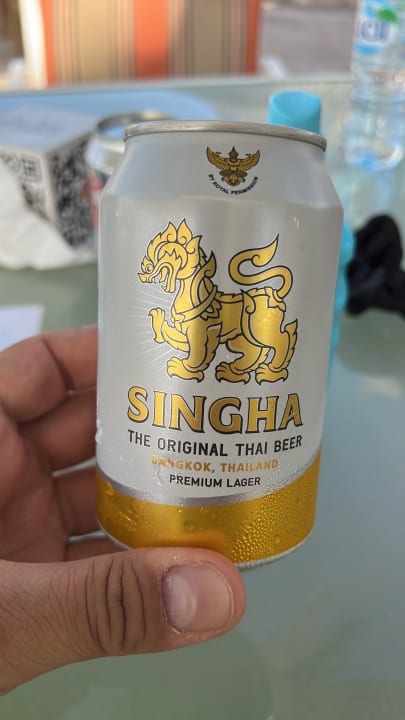 BY ROYAL PERMISSION
SINGHA
THE ORIGINAL THAI BEER
BANGKOK, THAILAND
PREMIUM LAGER